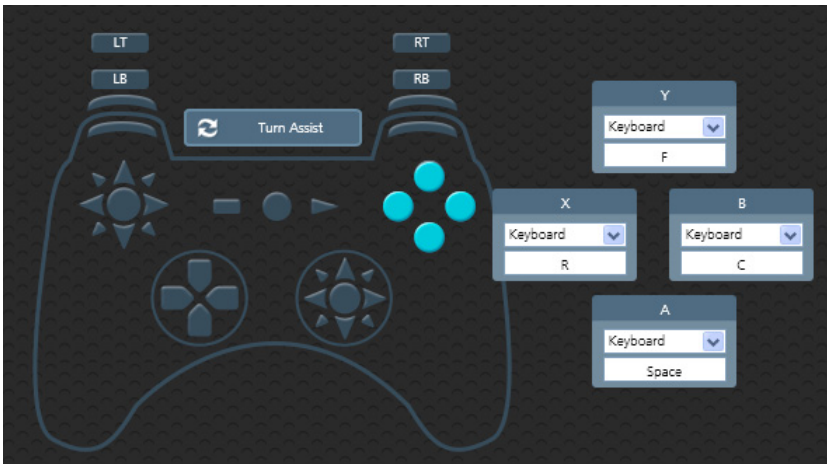 LT
RT
LB
RB
Turn Assist
Y
Keyboard
F
X
Keyboard
R
B
Keyboard
C
A
Keyboard
Space